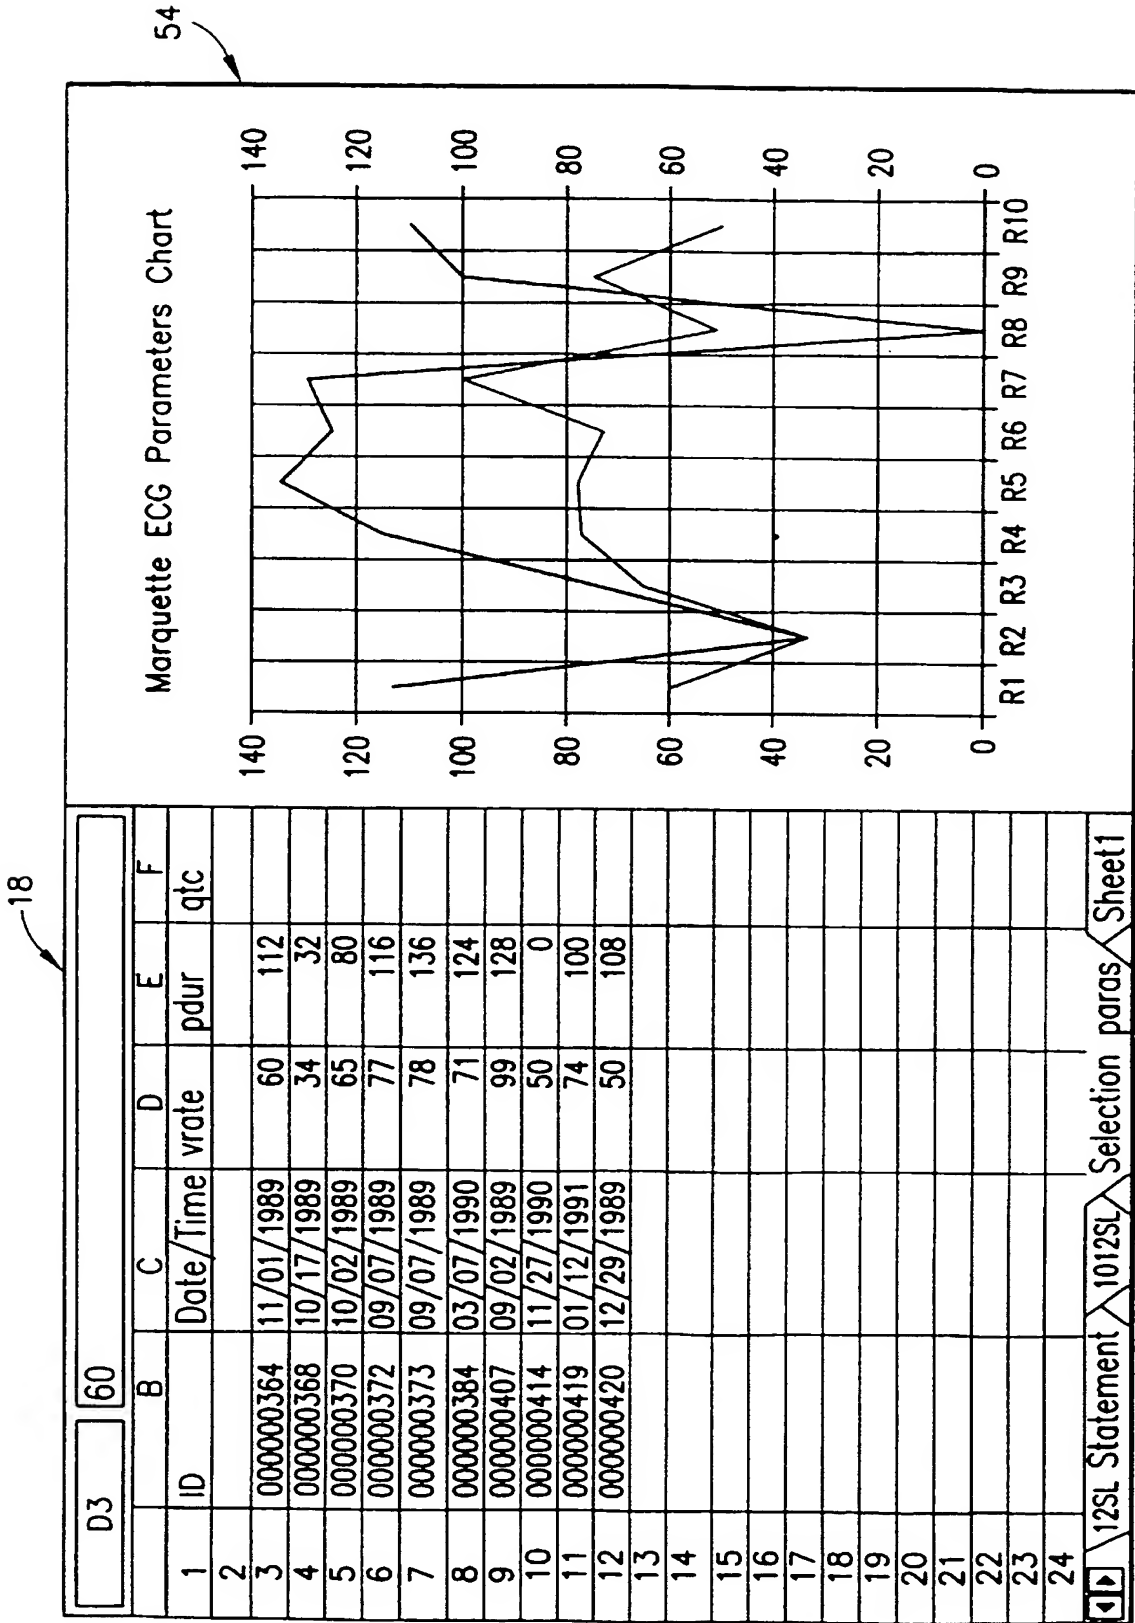 18
54
D3 60
B C D E F
1 ID Date/Time vrate pdur qtc
2
3 000000364 11/01/1989 60 112
4 000000368 10/17/1989 34 32
5 000000370 10/02/1989 65 80
6 000000372 09/07/1989 77 116
7 000000373 09/07/1989 78 136
8 000000384 03/07/1990 71 124
9 000000407 09/02/1989 99 128
10 000000414 11/27/1990 50 0
11 000000419 01/12/1991 74 100
12 000000420 12/29/1989 50 108
13
14
15
16
17
18
19
20
21
22
23
24
12SL Statement 1012SL Selection paras Sheet1
Marquette ECG Parameters Chart
140 140
120 120
100 100
80 80
60 60
40 40
20 20
0 0
R1 R2 R3 R4 R5 R6 R7 R8 R9 R10